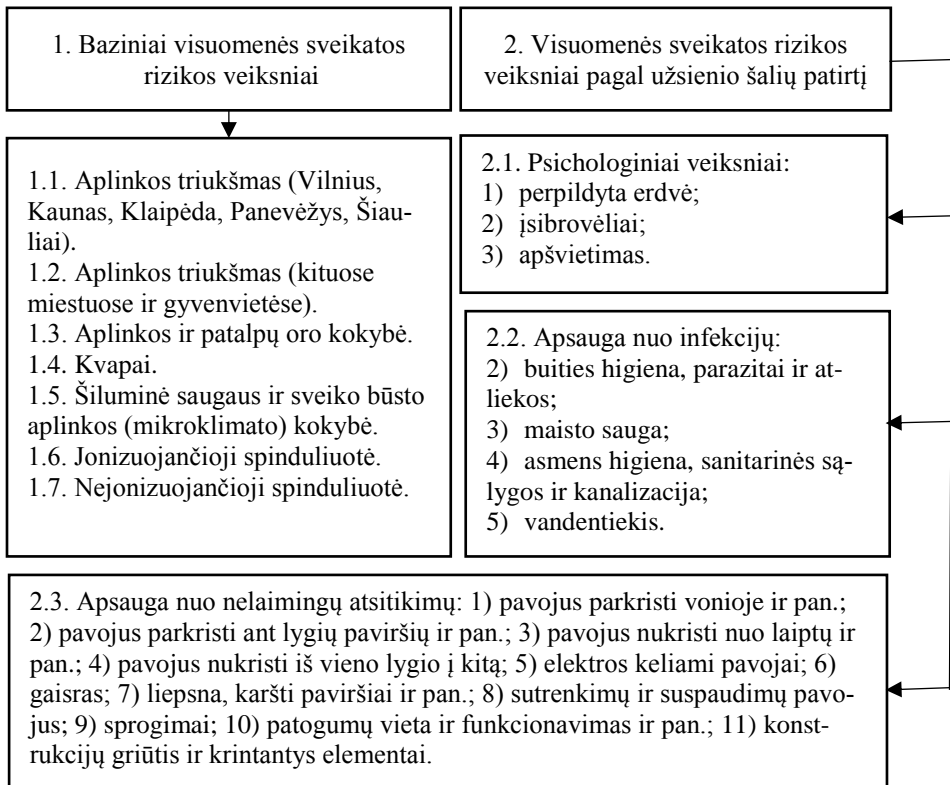 1. Baziniai visuomenės sveikatos
rizikos veiksniai
2. Visuomenės sveikatos rizikos
veiksniai pagal užsienio šalių patirtį
1.1. Aplinkos triukšmas (Vilnius,
Kaunas, Klaipėda, Panevėžys, Šiau-
liai).
1.2. Aplinkos triukšmas (kituose
miestuose ir gyvenvietėse).
1.3. Aplinkos ir patalpų oro kokybė.
1.4. Kvapai.
1.5. Šiluminė saugaus ir sveiko būsto
aplinkos (mikroklimato) kokybė.
1.6. Jonizuojančioji spinduliuotė.
1.7. Nejonizuojančioji spinduliuotė.
2.1. Psichologiniai veiksniai:
1) perpildyta erdvė;
2) įsibrovėliai;
3) apšvietimas.
2.2. Apsauga nuo infekcijų:
2) buities higiena, parazitai ir at-
liekos;
3) maisto sauga;
4) asmens higiena, sanitarinės są-
lygos ir kanalizacija;
5) vandentiekis.
2.3. Apsauga nuo nelaimingų atsitikimų: 1) pavojus parkristi vonioje ir pan.;
2) pavojus parkristi ant lygių paviršių ir pan.; 3) pavojus nukristi nuo laiptų ir
pan.; 4) pavojus nukristi iš vieno lygio į kitą; 5) elektros keliami pavojai; 6)
gaisras; 7) liepsna, karšti paviršiai ir pan.; 8) sutrenkimų ir suspaudimų pavo-
jus; 9) sprogimai; 10) patogumų vieta ir funkcionavimas ir pan.; 11) konst-
rukcijų griūtis ir krintantys elementai.